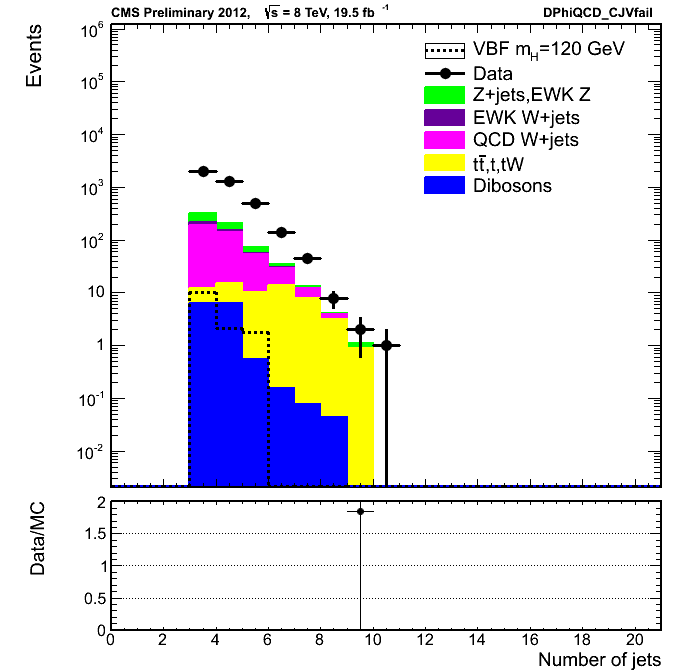 CMS Preliminary 2012, √s = 8 TeV, 19.5 fb⁻¹ DPhiQCD_CJVfail
Events
10⁶
10⁵
10⁴
10³
10²
10
1
10⁻¹
10⁻²
VBF m_H=120 GeV
Data
Z+jets,EWK Z
EWK W+jets
QCD W+jets
tt̄,t,tW
Dibosons
Data/MC
2
1.5
1
0.5
0
0 2 4 6 8 10 12 14 16 18 20
Number of jets